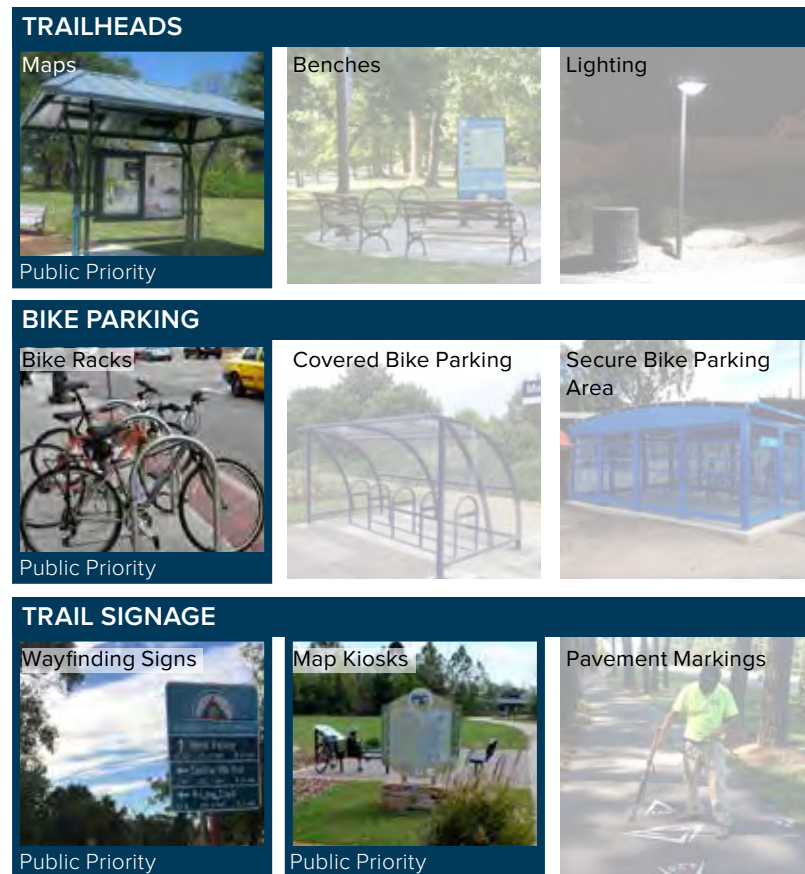 TRAILHEADS
Maps
Benches
Lighting
Public Priority
BIKE PARKING
Bike Racks
Covered Bike Parking
Secure Bike Parking
Area
Public Priority
TRAIL SIGNAGE
Wayfinding Signs
Map Kiosks
Pavement Markings
Public Priority
Public Priority